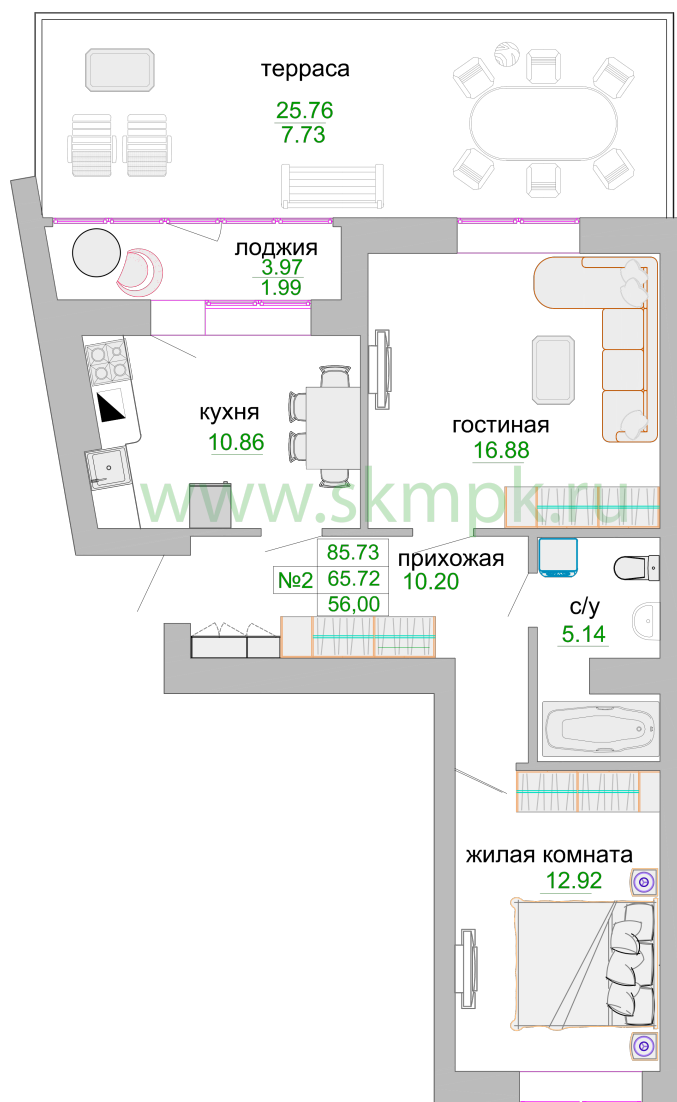 терраса
25.76
7.73
лоджия
3.97
1.99
кухня
10.86
гостиная
16.88
www.skmpk.ru
85.73
№2 65.72
56,00
прихожая
10.20
с/у
5.14
жилая комната
12.92